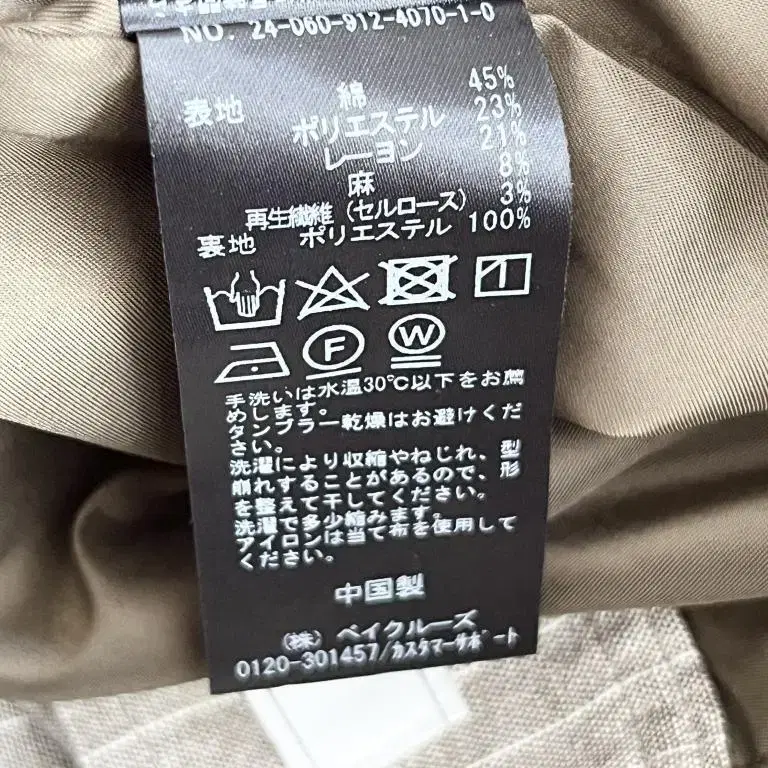 NO. 24-060-912-4070-1-0
表地 綿 45%
ポリエステル 23%
レーヨン 21%
麻 8%
再生繊維 (セルロース) 3%
裏地 ポリエステル 100%
F W
手洗いは水温30℃以下をお薦
めします。
タンブラー乾燥はお避けくだ
さい。
洗濯により収縮やねじれ、型
崩れすることがあるので、形
を整えて干してください。
洗濯で多少縮みます。
アイロンは当て布を使用して
ください。
中国製
(株) ベイクルーズ
0120-301457/カスタマーサポート